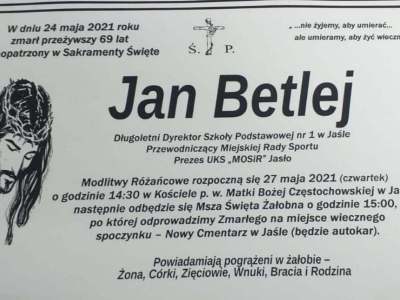 W dniu 24 maja 2021 roku
zmarł przeżywszy 69 lat
opatrzony w Sakramenty Święte
Ś. P.
„ ...nie żyjemy, aby umierać...
ale umieramy, aby żyć wiecznie
Jan Betlej
Długoletni Dyrektor Szkoły Podstawowej nr 1 w Jaśle
Przewodniczący Miejskiej Rady Sportu
Prezes UKS „MOSiR" Jasło
Modlitwy Różańcowe rozpoczną się 27 maja 2021 (czwartek)
o godzinie 14:30 w Kościele p. w. Matki Bożej Częstochowskiej w Ja
następnie odbędzie się Msza Święta Żałobna o godzinie 15:00,
po której odprowadzimy Zmarłego na miejsce wiecznego
spoczynku – Nowy Cmentarz w Jaśle (będzie autokar).
Powiadamiają pogrążeni w żałobie –
Żona, Córki, Zięciowie, Wnuki, Bracia i Rodzina